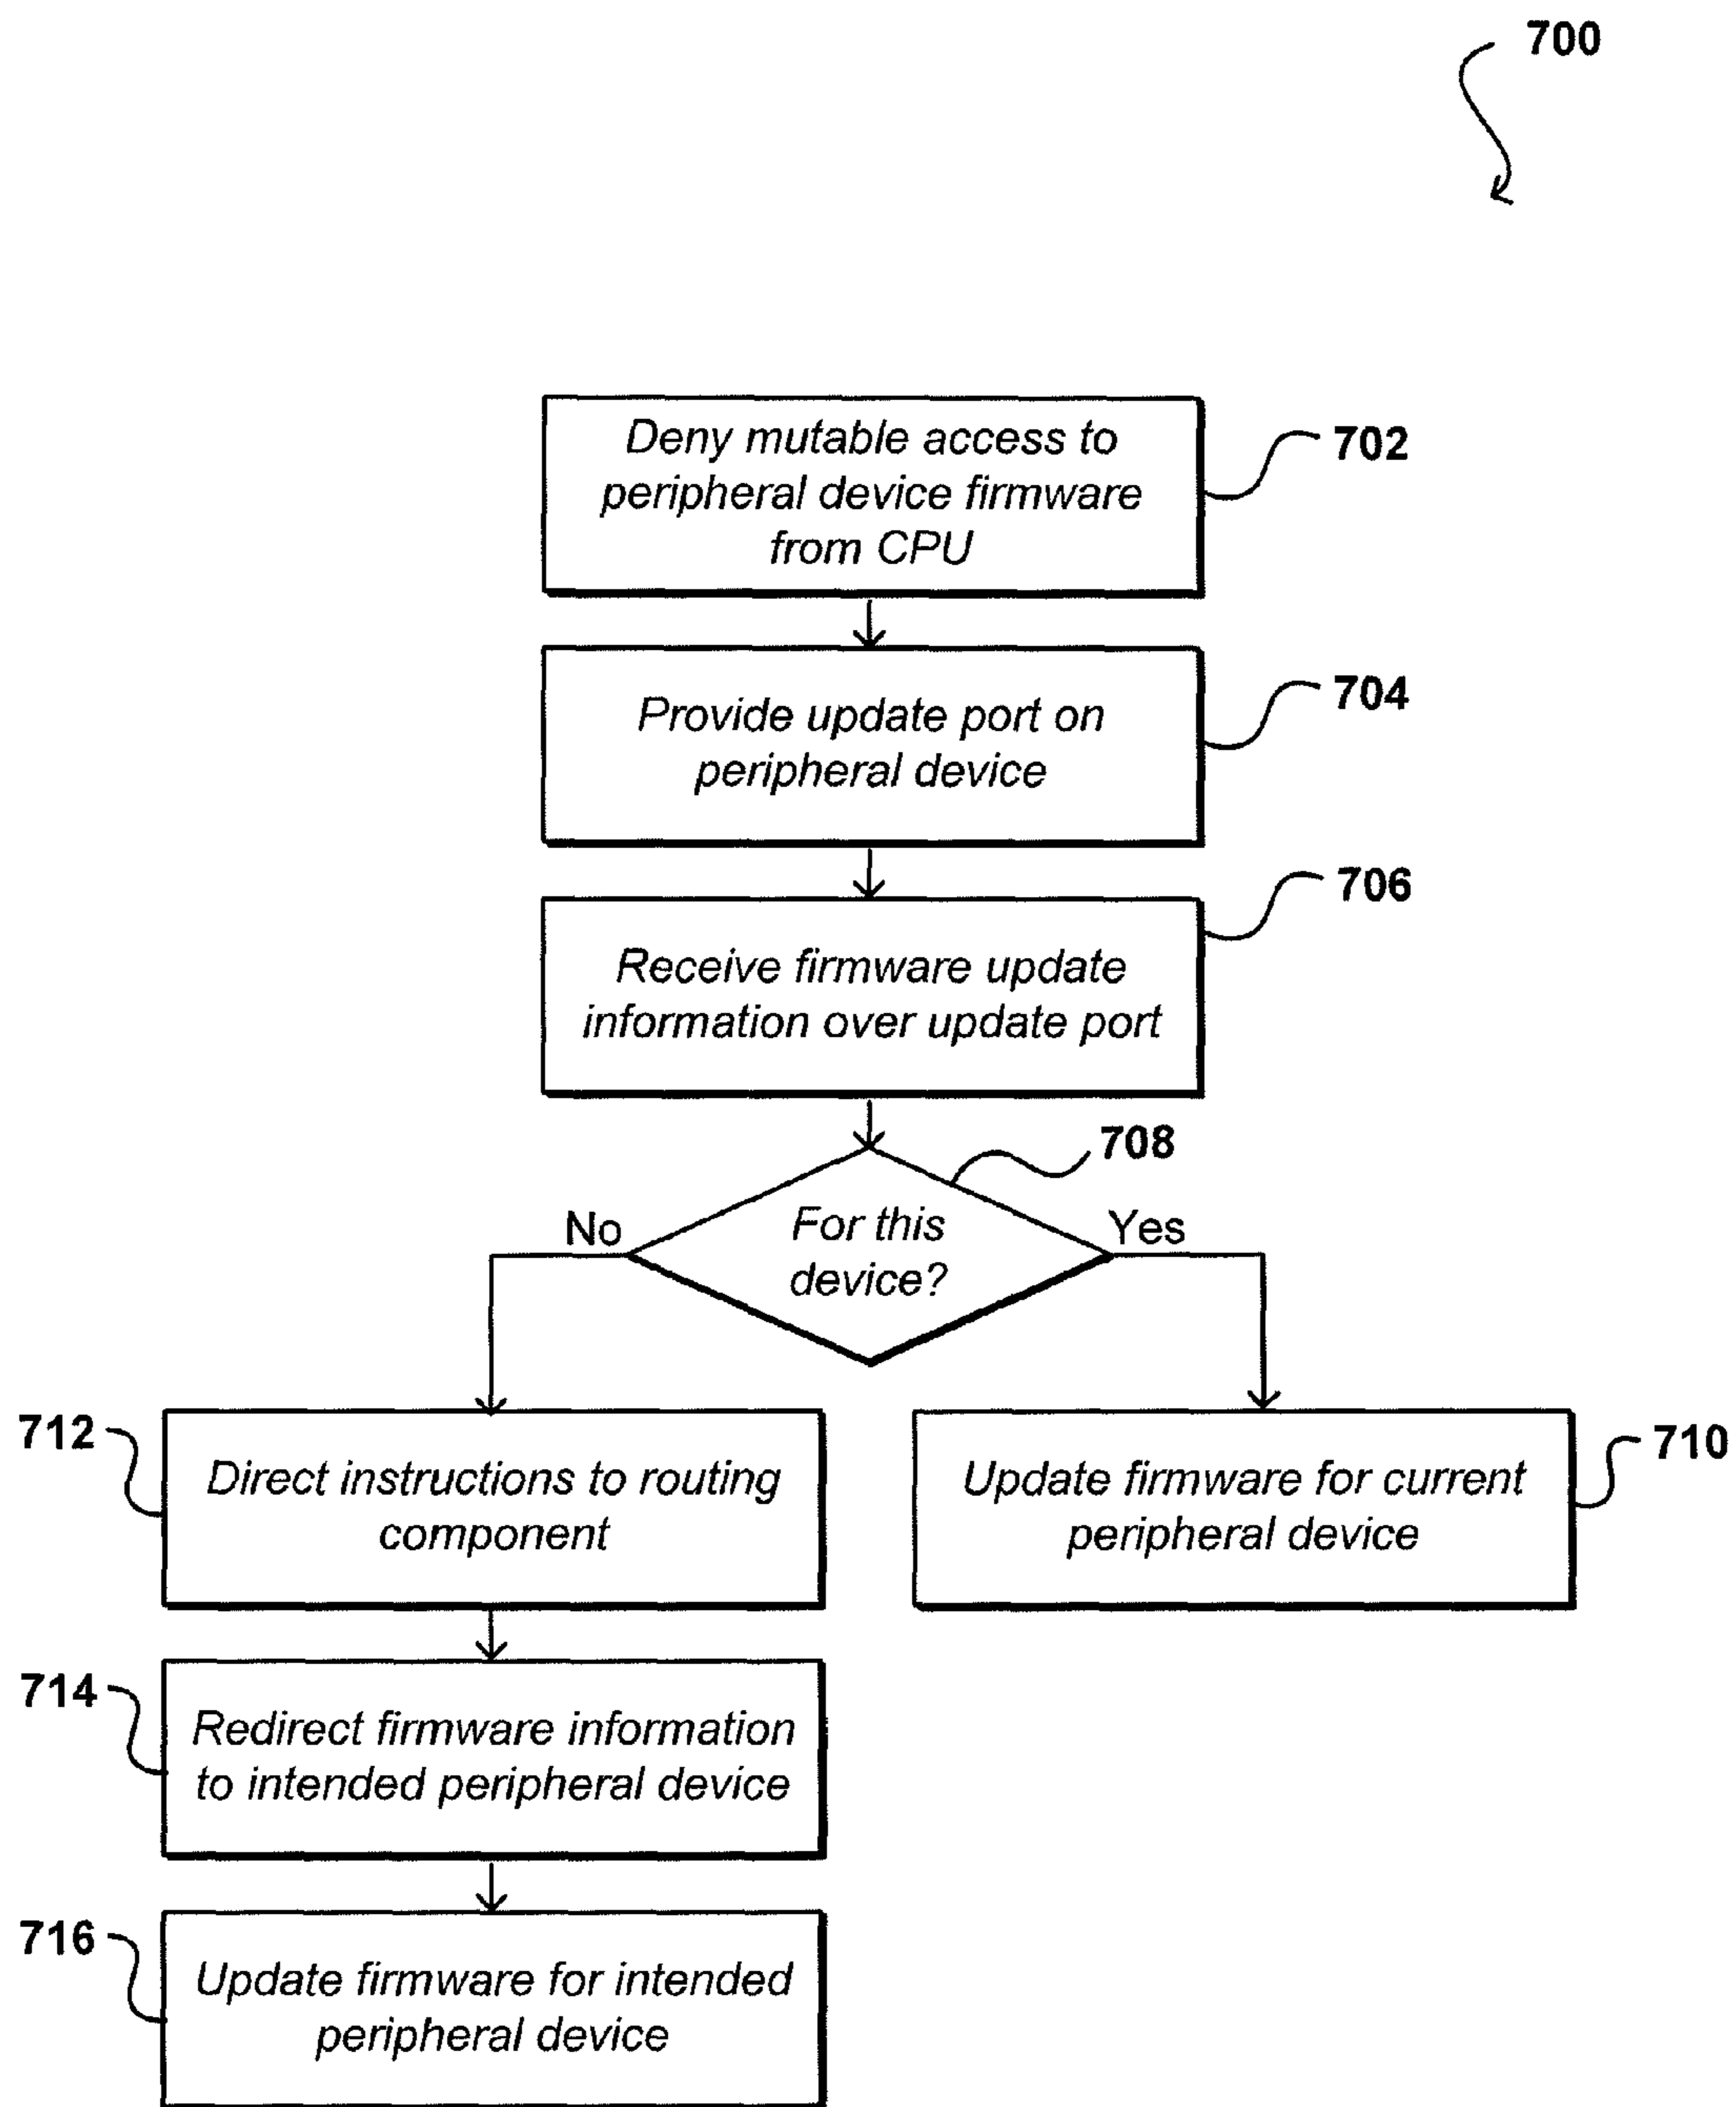 700
Deny mutable access to
peripheral device firmware
from CPU
702
Provide update port on
peripheral device
704
Receive firmware update
information over update port
706
For this
device?
708
No
Yes
712
Direct instructions to routing
component
Update firmware for current
peripheral device
710
714
Redirect firmware information
to intended peripheral device
716
Update firmware for intended
peripheral device